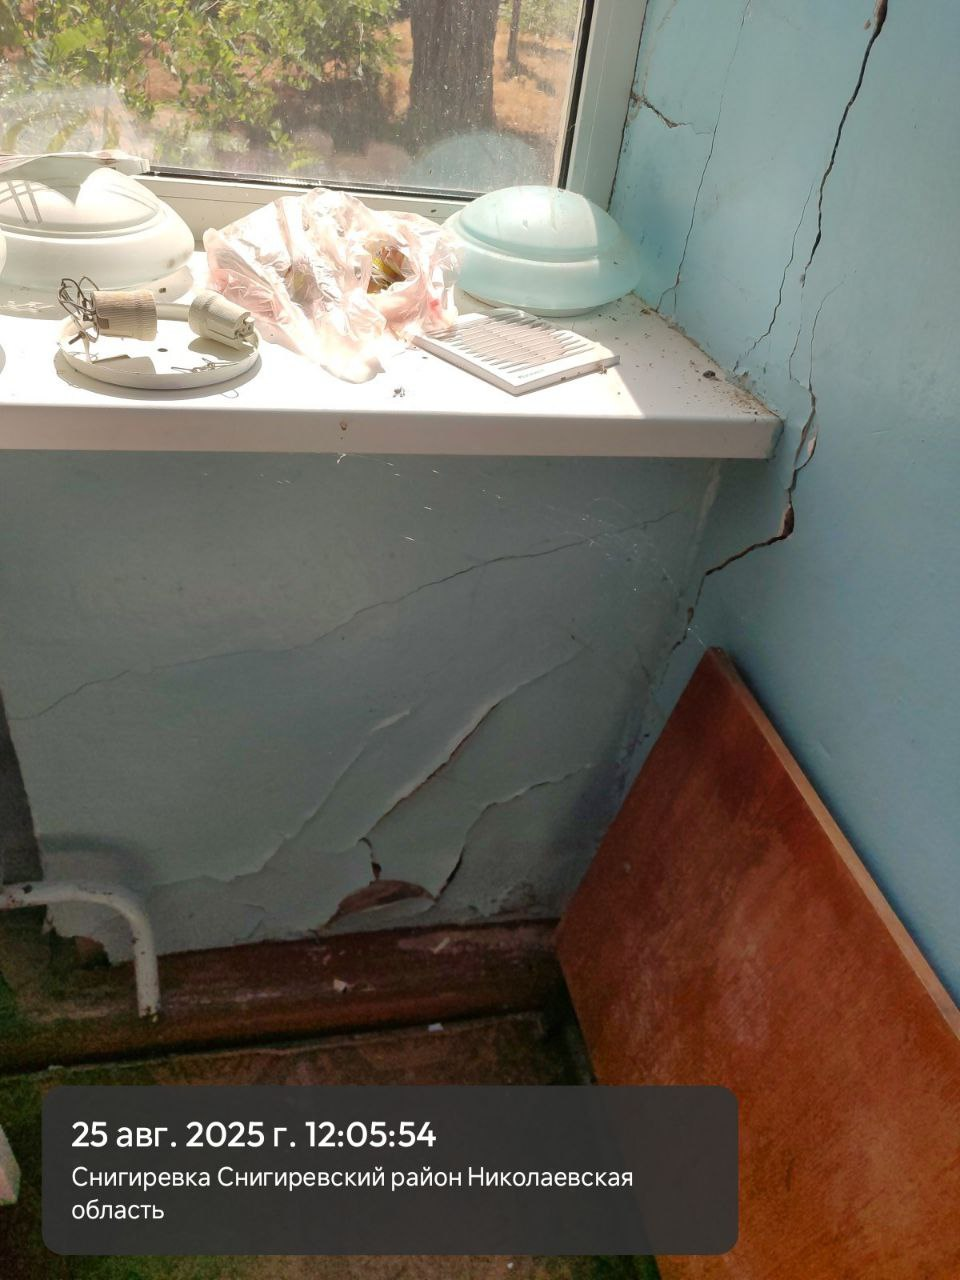 25 авг. 2025 г. 12:05:54
Снигиревка Снигиревский район Николаевская
область